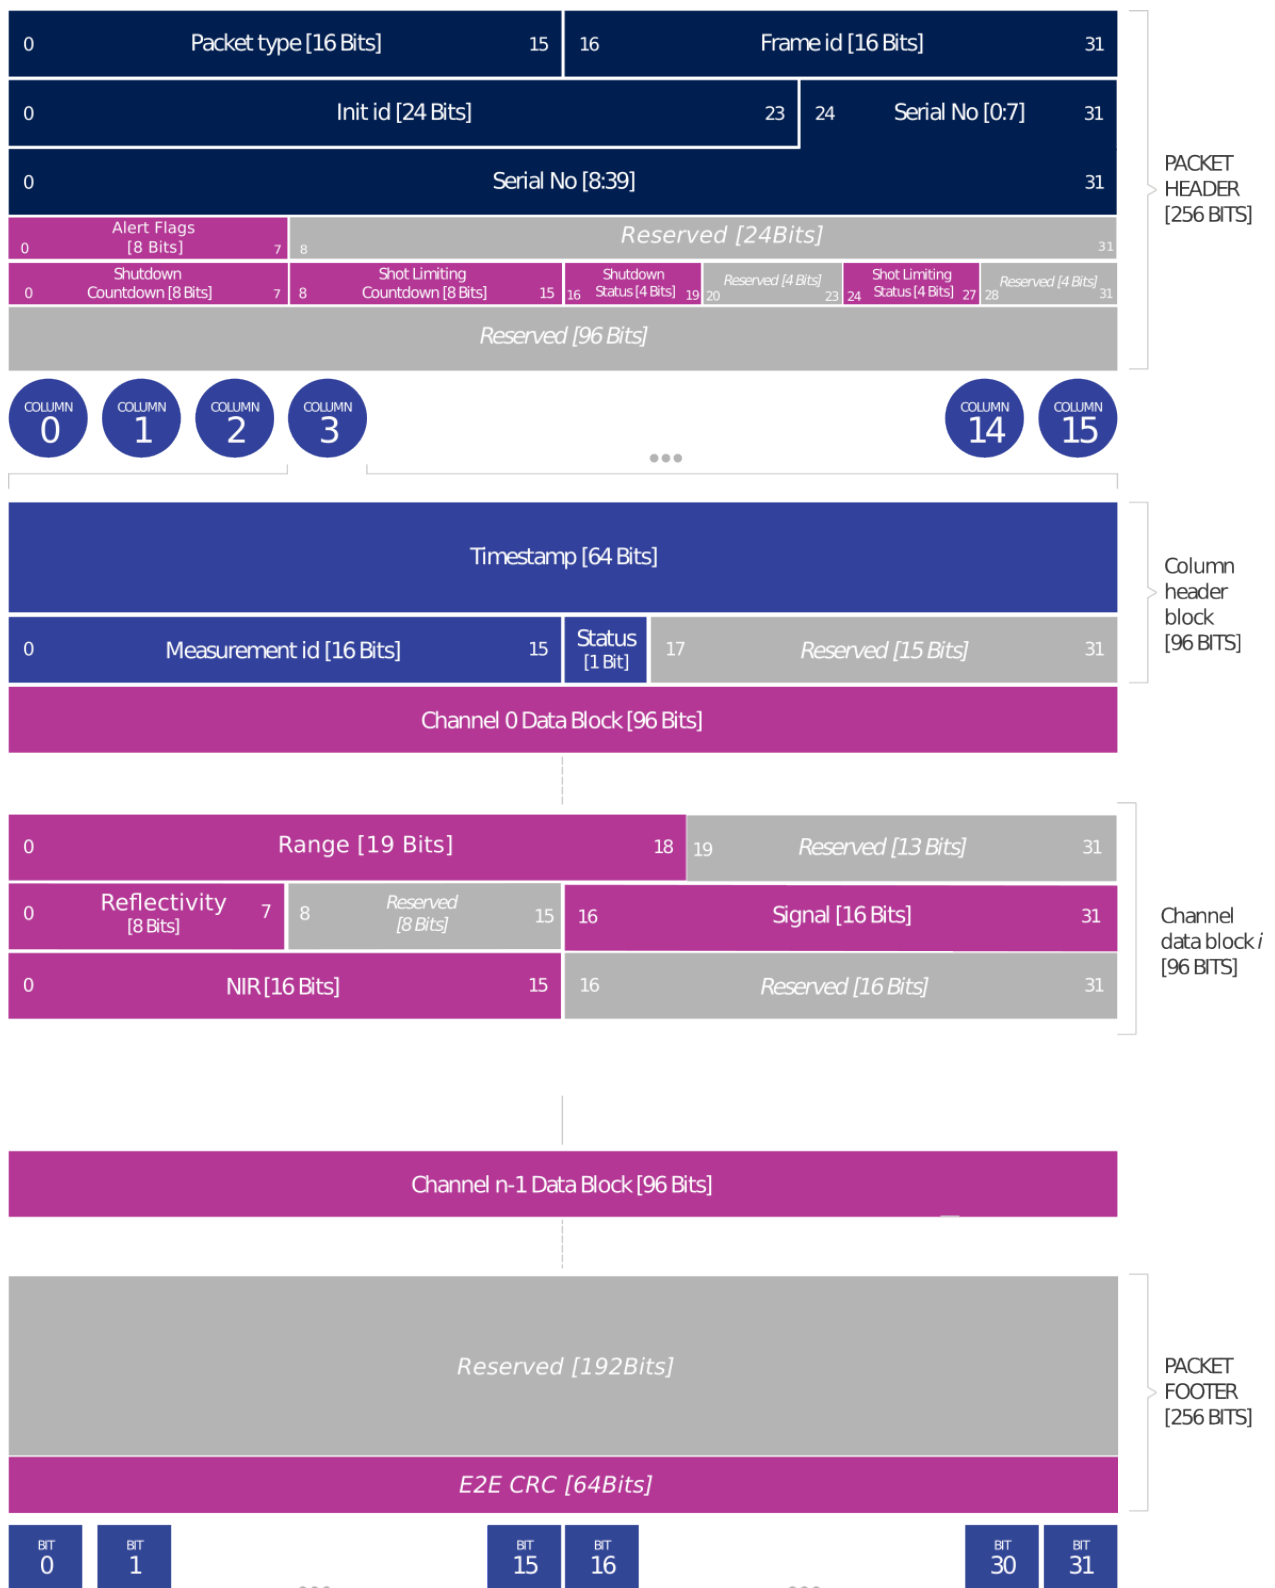 0 Packet type [16 Bits] 15 16 Frame id [16 Bits] 31
0 Init id [24 Bits] 23 24 Serial No [0:7] 31
0 Serial No [8:39] 31
PACKET
HEADER
[256 BITS]
0 Alert Flags
[8 Bits] 7 8 Reserved [24Bits] 31
0 Shutdown
Countdown [8 Bits] 7 8 Shot Limiting
Countdown [8 Bits] 15 16 Shutdown
Status [4 Bits] 19 20 Reserved [4 Bits] 23 24 Shot Limiting
Status [4 Bits] 27 28 Reserved [4 Bits] 31
Reserved [96 Bits]
COLUMN
0
COLUMN
1
COLUMN
2
COLUMN
3
•••
COLUMN
14
COLUMN
15
Timestamp [64 Bits]
Column
header
block
[96 BITS]
0 Measurement id [16 Bits] 15 Status
[1 Bit] 17 Reserved [15 Bits] 31
Channel 0 Data Block [96 Bits]
0 Range [19 Bits] 18 19 Reserved [13 Bits] 31
0 Reflectivity
[8 Bits] 7 8 Reserved
[8 Bits] 15 16 Signal [16 Bits] 31
0 NIR [16 Bits] 15 16 Reserved [16 Bits] 31
Channel
data block i
[96 BITS]
Channel n-1 Data Block [96 Bits]
Reserved [192Bits]
PACKET
FOOTER
[256 BITS]
E2E CRC [64Bits]
BIT
0
BIT
1
•••
BIT
15
BIT
16
•••
BIT
30
BIT
31